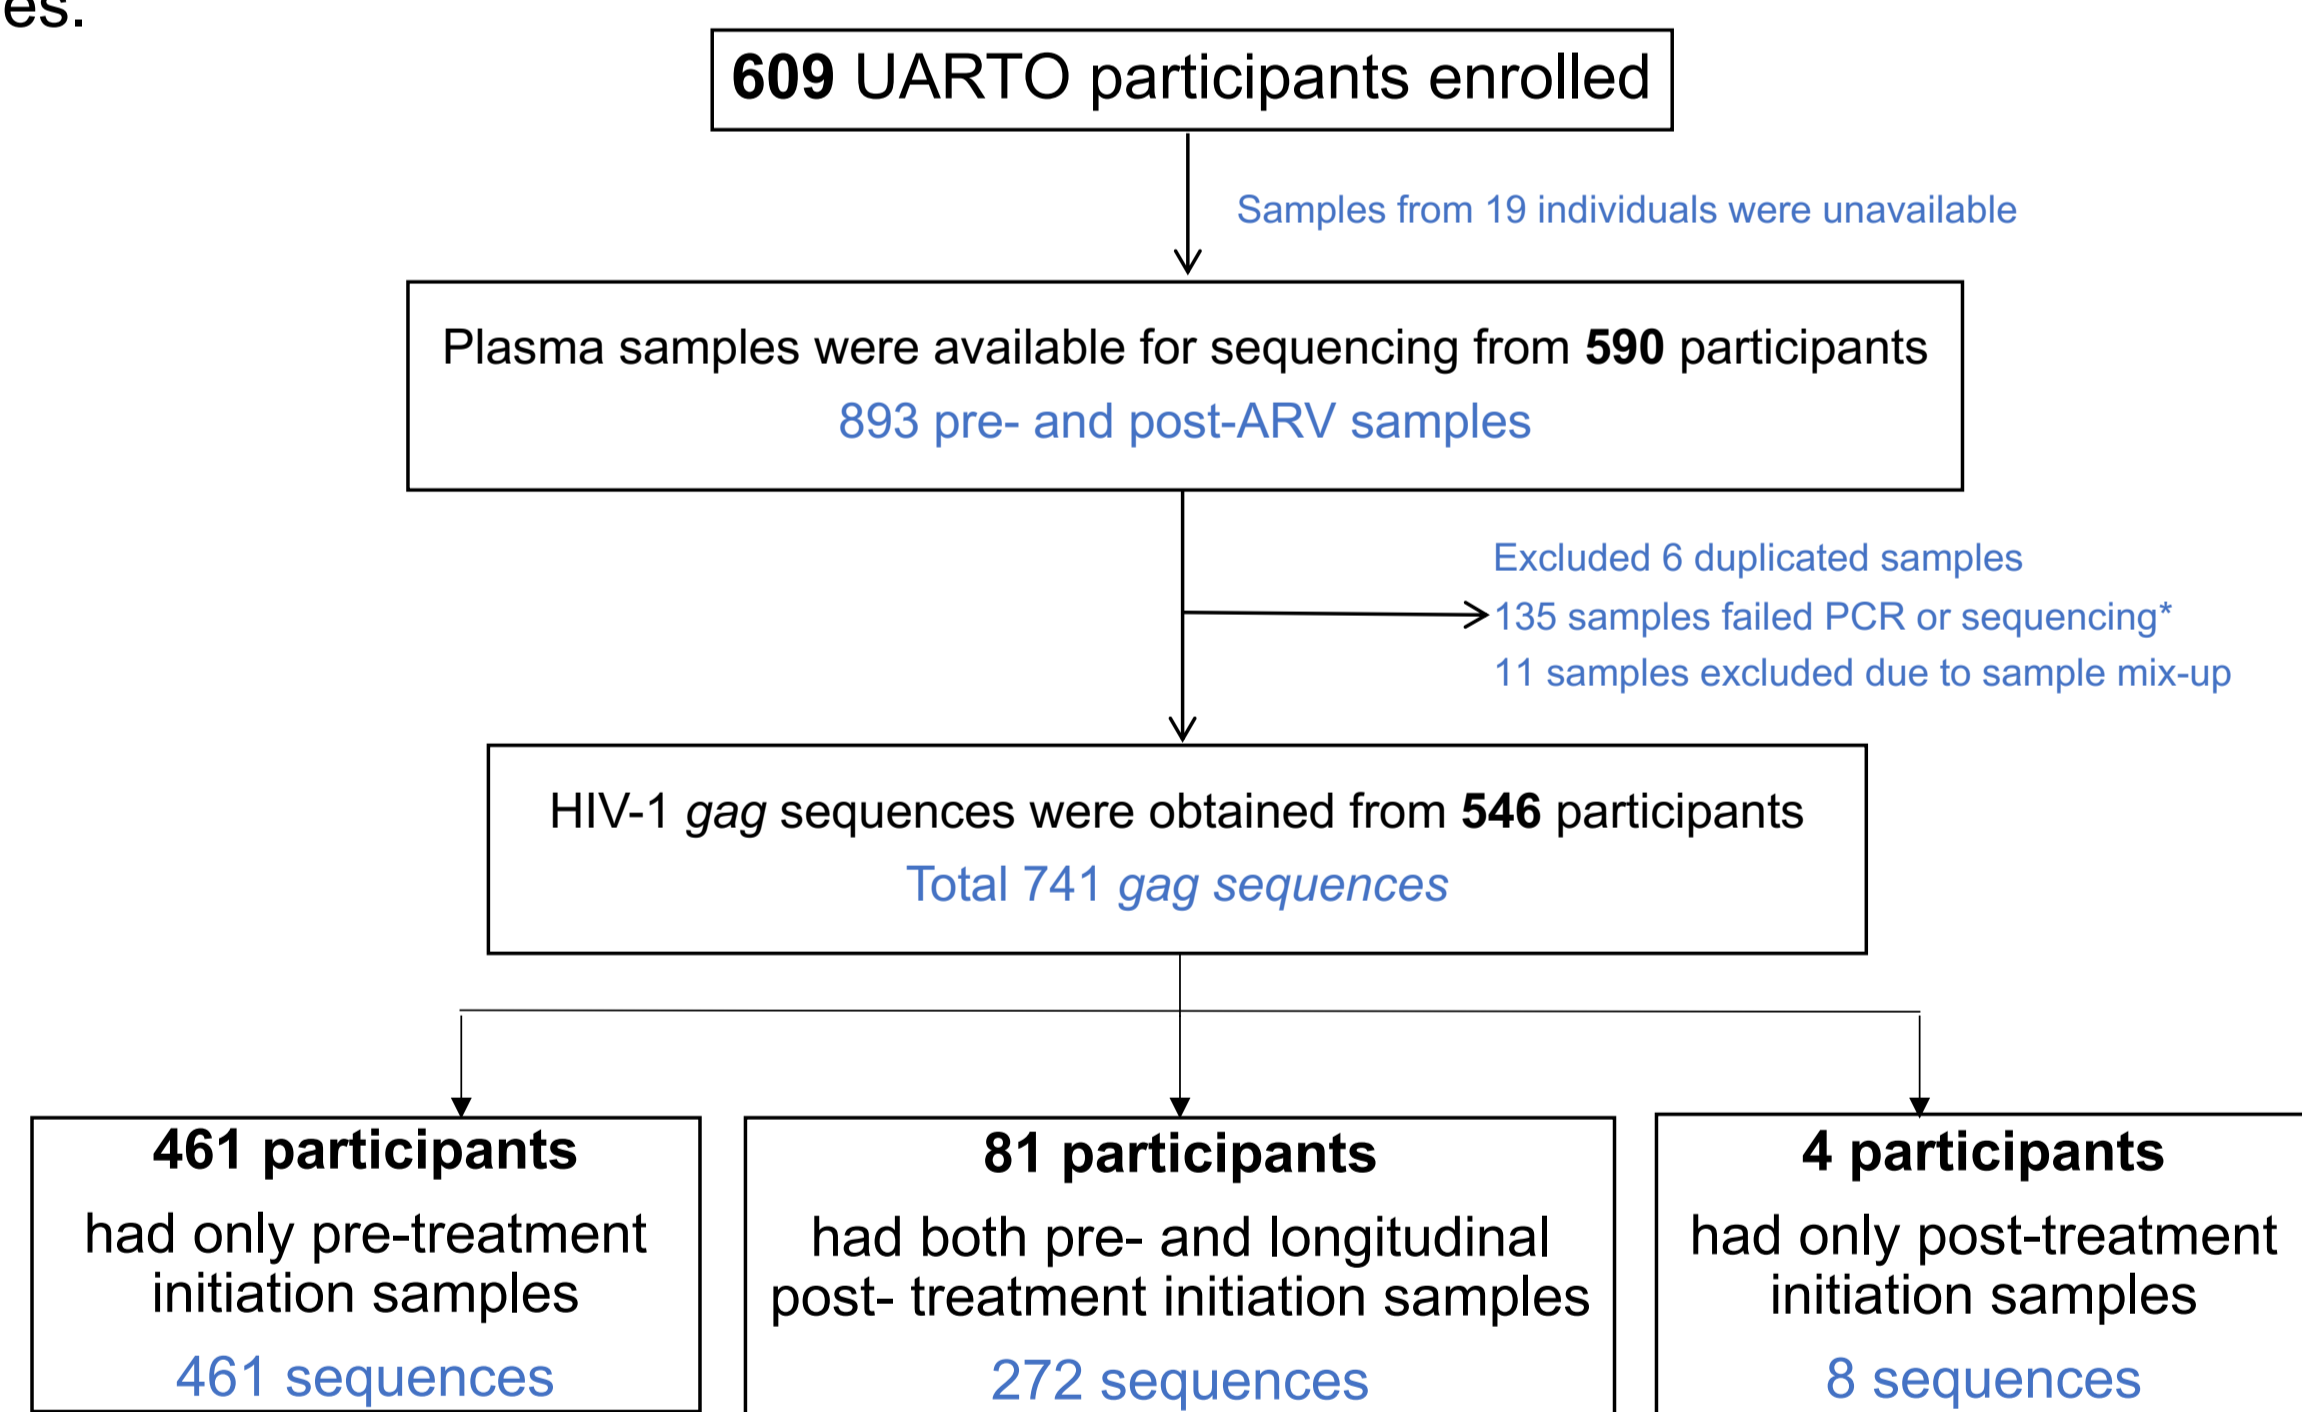 es.
609 UARTO participants enrolled
Samples from 19 individuals were unavailable
Plasma samples were available for sequencing from 590 participants
893 pre- and post-ARV samples
Excluded 6 duplicated samples
135 samples failed PCR or sequencing*
11 samples excluded due to sample mix-up
HIV-1 gag sequences were obtained from 546 participants
Total 741 gag sequences
461 participants
had only pre-treatment
initiation samples
461 sequences
81 participants
had both pre- and longitudinal
post- treatment initiation samples
272 sequences
4 participants
had only post-treatment
initiation samples
8 sequences